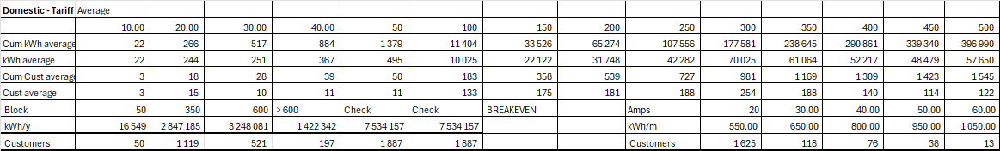 Domestic - Tariff Average
10.00 20.00 30.00 40.00 50 100 150 200 250 300 350 400 450 500
Cum kWh average 22 266 517 884 1 379 11 404 33 526 65 274 107 556 177 581 238 645 290 861 339 340 396 990
kWh average 22 244 251 367 495 10 025 22 122 31 748 42 282 70 025 61 064 52 217 48 479 57 650
Cum Cust averag 3 18 28 39 50 183 358 539 727 981 1 169 1 309 1 423 1 545
Cust average 3 15 10 11 11 133 175 181 188 254 188 140 114 122
Block 50 350 600 > 600 Check Check BREAKEVEN Amps 20 30.00 40.00 50.00 60.00
kWh/y 16 549 2 847 185 3 248 081 1 422 342 7 534 157 7 534 157 kWh/m 550.00 650.00 800.00 950.00 1 050.00
Customers 50 1 119 521 197 1 887 1 887 Customers 1 625 118 76 38 13